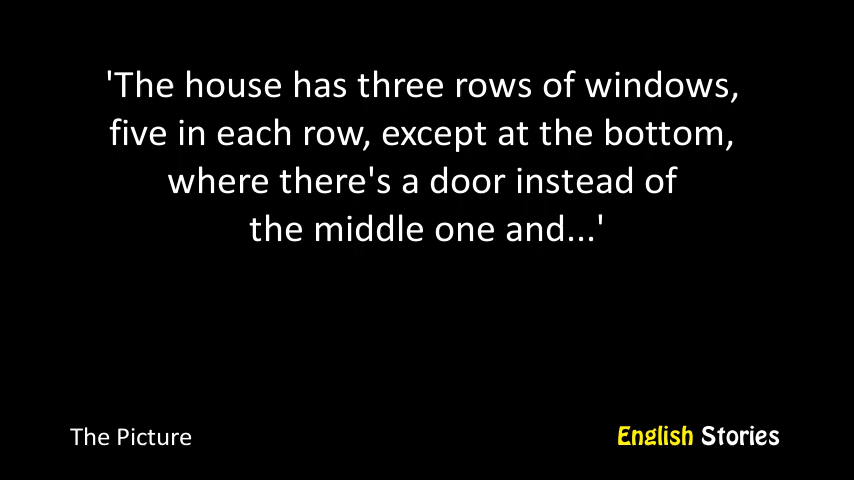 'The house has three rows of windows,
five in each row, except at the bottom,
where there's a door instead of
the middle one and...'
The Picture
English Stories